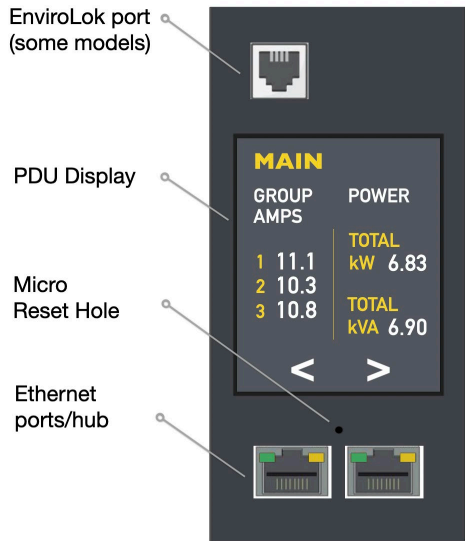 EnviroLok port
(some models)
PDU Display
Micro
Reset Hole
Ethernet
ports/hub
MAIN
GROUP
AMPS
1 11.1
2 10.3
3 10.8
POWER
TOTAL
kW 6.83
TOTAL
kVA 6.90
< >